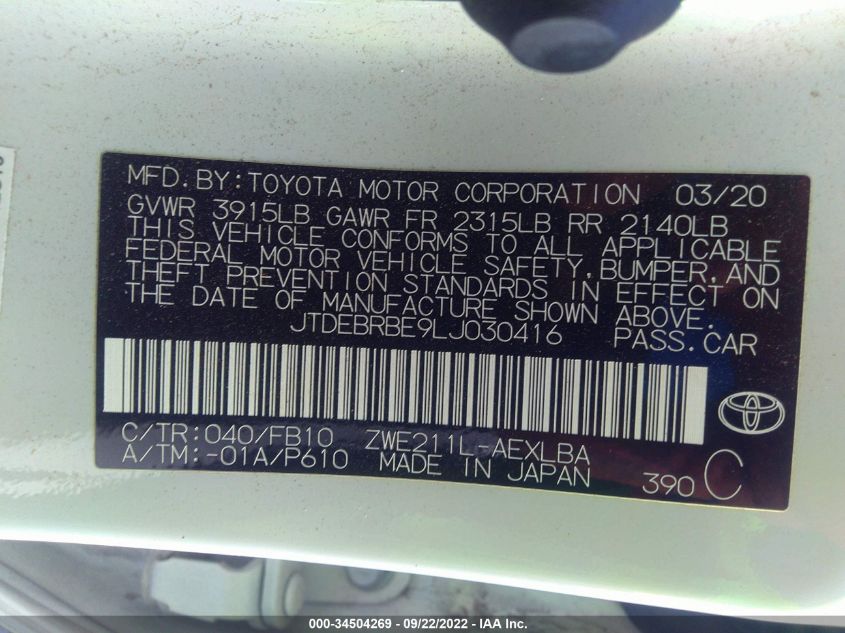 MFD.BY:TOYOTA MOTOR CORPORATION 03/20
GVWR 3915LB GAWR FR 2315LB RR 2140LB
THIS VEHICLE CONFORMS TO ALL APPLICABLE
FEDERAL MOTOR VEHICLE SAFETY,BUMPER,AND
THEFT PREVENTION STANDARDS IN EFFECT ON
THE DATE OF MANUFACTURE SHOWN ABOVE.
JTDEBRBE9LJ030416 PASS.CAR
C/TR:040/FB10 ZWE211L-AEXLBA
A/TM:-01A/P610 MADE IN JAPAN 390 C
000-34504269 - 09/22/2022 - IAA Inc.